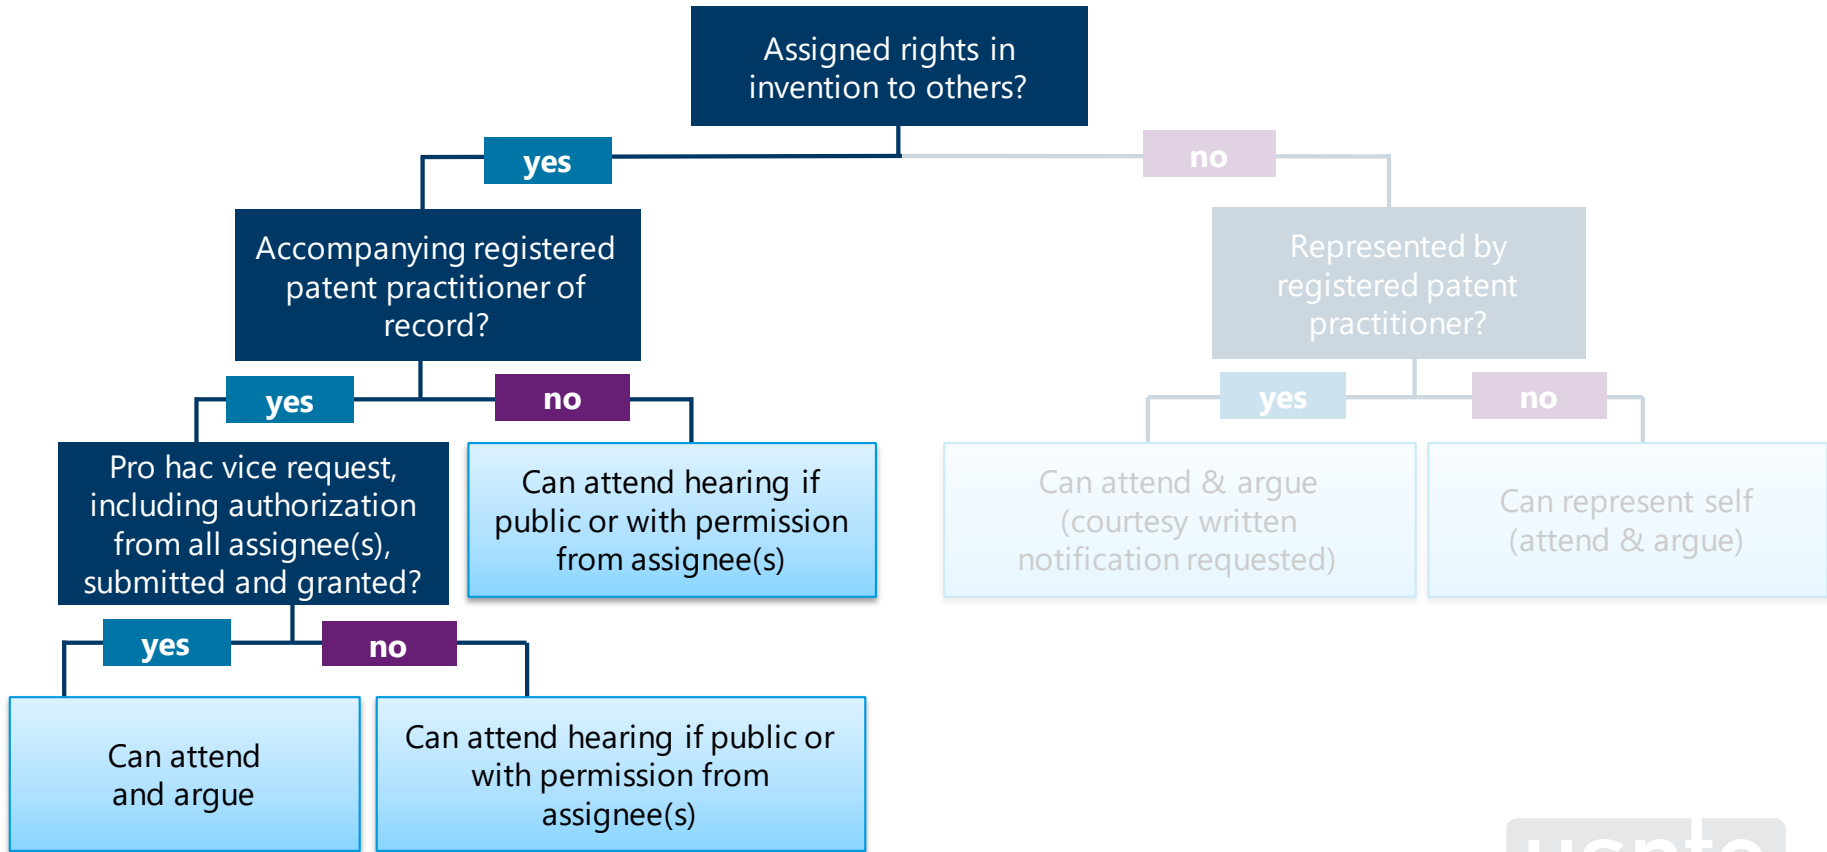 Assigned rights in
invention to others?
yes
no
Accompanying registered
patent practitioner of
record?
Represented by
registered patent
practitioner?
yes
no
yes
no
Pro hac vice request,
including authorization
from all assignee(s),
submitted and granted?
Can attend hearing if
public or with permission
from assignee(s)
Can attend & argue
(courtesy written
notification requested)
Can represent self
(attend & argue)
yes
no
Can attend
and argue
Can attend hearing if public or
with permission from
assignee(s)
uspto